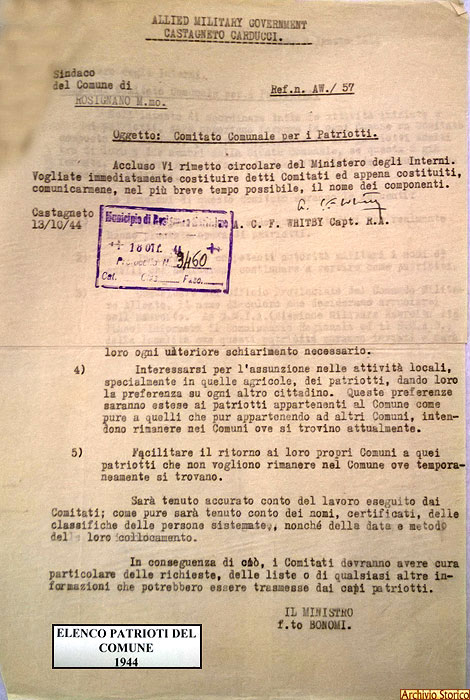 ALLIED MILITARY GOVERNMENT
CASTAGNETO CARDUCCI.
Sindaco
del Comune di
ROSIGNANO M.mo.
Ref.n. AW./ 57
Oggetto: Comitato Comunale per i Patriotti.
Accluso Vi rimetto circolare del Ministero degli Interni.
Vogliate immediatamente costituire detti Comitati ed appena costituiti,
comunicarmene, nel più breve tempo possibile, il nome dei componenti.
Castagneto
13/10/44
A. C. F. WHITBY Capt. R.A.
Municipio di Rosignano Marittimo
18 OTT. 44
Protocollo N. 3460
Cat. Clas. Fasc.
loro ogni ulteriore schiarimento necessario.
4) Interessarsi per l'assunzione nelle attività locali,
specialmente in quelle agricole, dei patriotti, dando loro
la preferenza su ogni altro cittadino. Queste preferenze
saranno estese ai patriotti appartenenti al Comune come
pure a quelli che pur appartenendo ad altri Comuni, inten-
dono rimanere nei Comuni ove si trovino attualmente.
5) Facilitare il ritorno ai loro propri Comuni a quei
patriotti che non vogliono rimanere nel Comune ove tempora-
neamente si trovano.
Sarà tenuto accurato conto del lavoro eseguito dai
Comitati; come pure sarà tenuto conto dei nomi, certificati, delle
classifiche delle persone sistemate, nonché della data e metodo
del loro collocamento.
In conseguenza di ciò, i Comitati devranno avere cura
particolare delle richieste, delle liste o di qualsiasi altre in-
formazioni che potrebbero essere trasmesse dai capi patriotti.
IL MINISTRO
f.to BONOMI.
ELENCO PATRIOTI DEL
COMUNE
1944
Archivio Storico